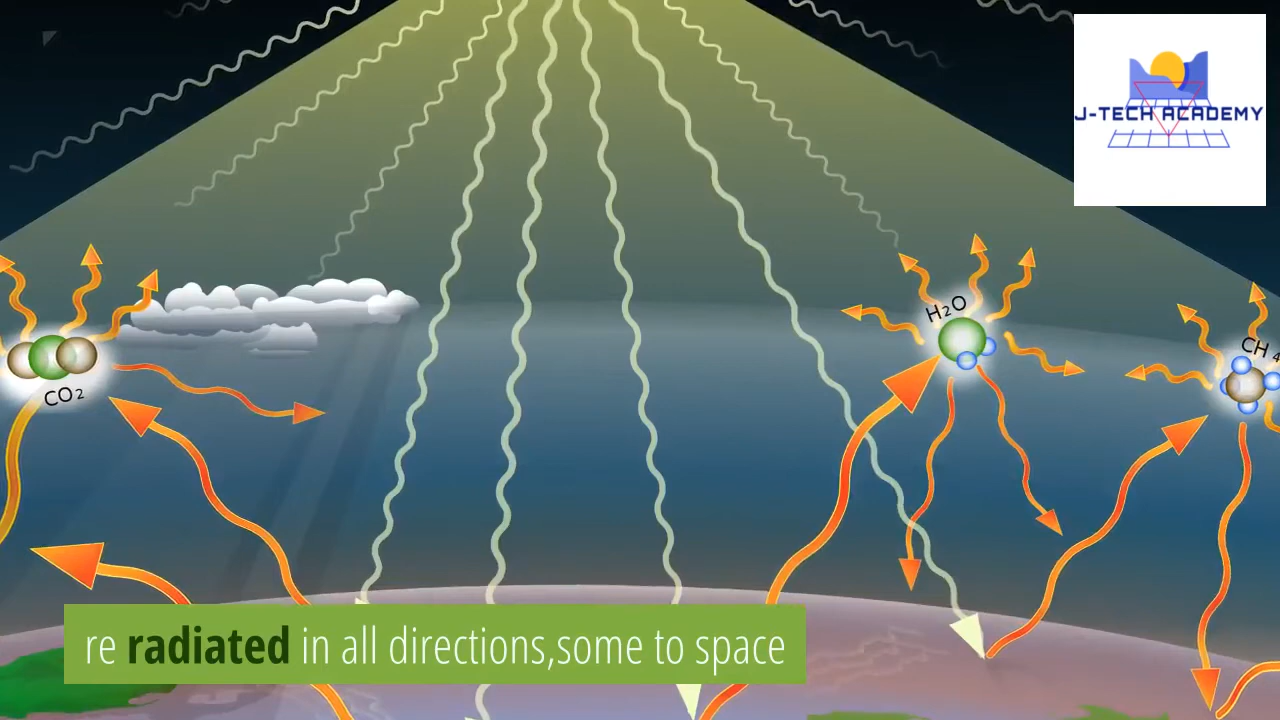 J-TECH ACADEMY
H₂O
CH₄
CO₂
re radiated in all directions,some to space